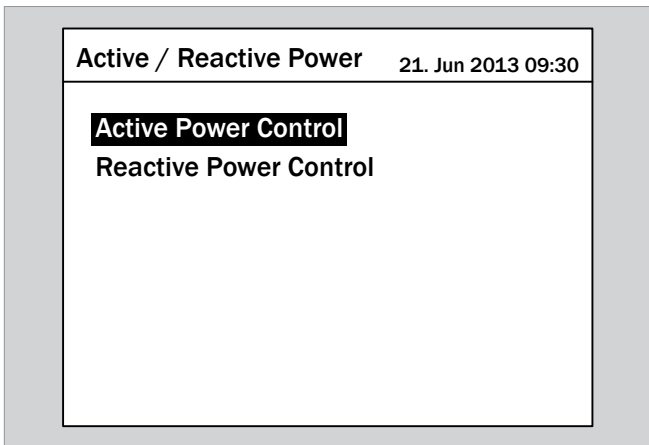 Active / Reactive Power 21. Jun 2013 09:30
Active Power Control
Reactive Power Control